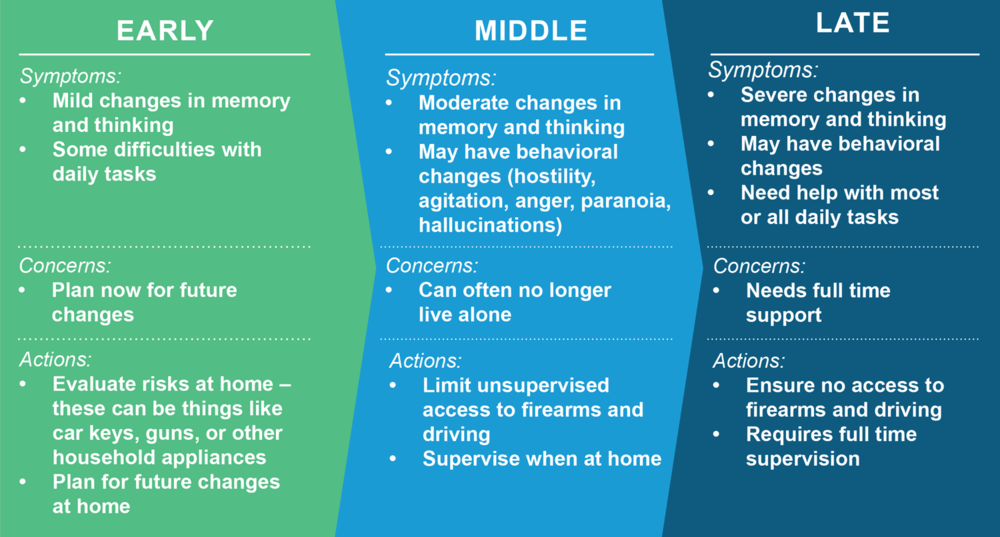 EARLY
Symptoms:
• Mild changes in memory
and thinking
• Some difficulties with
daily tasks
Concerns:
• Plan now for future
changes
Actions:
• Evaluate risks at home –
these can be things like
car keys, guns, or other
household appliances
• Plan for future changes
at home
MIDDLE
Symptoms:
• Moderate changes in
memory and thinking
• May have behavioral
changes (hostility,
agitation, anger, paranoia,
hallucinations)
Concerns:
• Can often no longer
live alone
Actions:
• Limit unsupervised
access to firearms and
driving
• Supervise when at home
LATE
Symptoms:
• Severe changes in
memory and thinking
• May have behavioral
changes
• Need help with most
or all daily tasks
Concerns:
• Needs full time
support
Actions:
• Ensure no access to
firearms and driving
• Requires full time
supervision